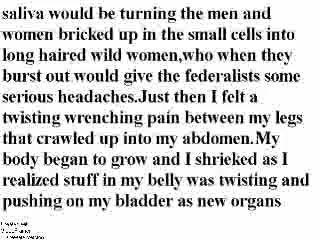 saliva would be turning the men and
women bricked up in the small cells into
long haired wild women,who when they
burst out would give the federalists some
serious headaches.Just then I felt a
twisting wrenching pain between my legs
that crawled up into my abdomen.My
body began to grow and I shrieked as I
realized stuff in my belly was twisting and
pushing on my bladder as new organs